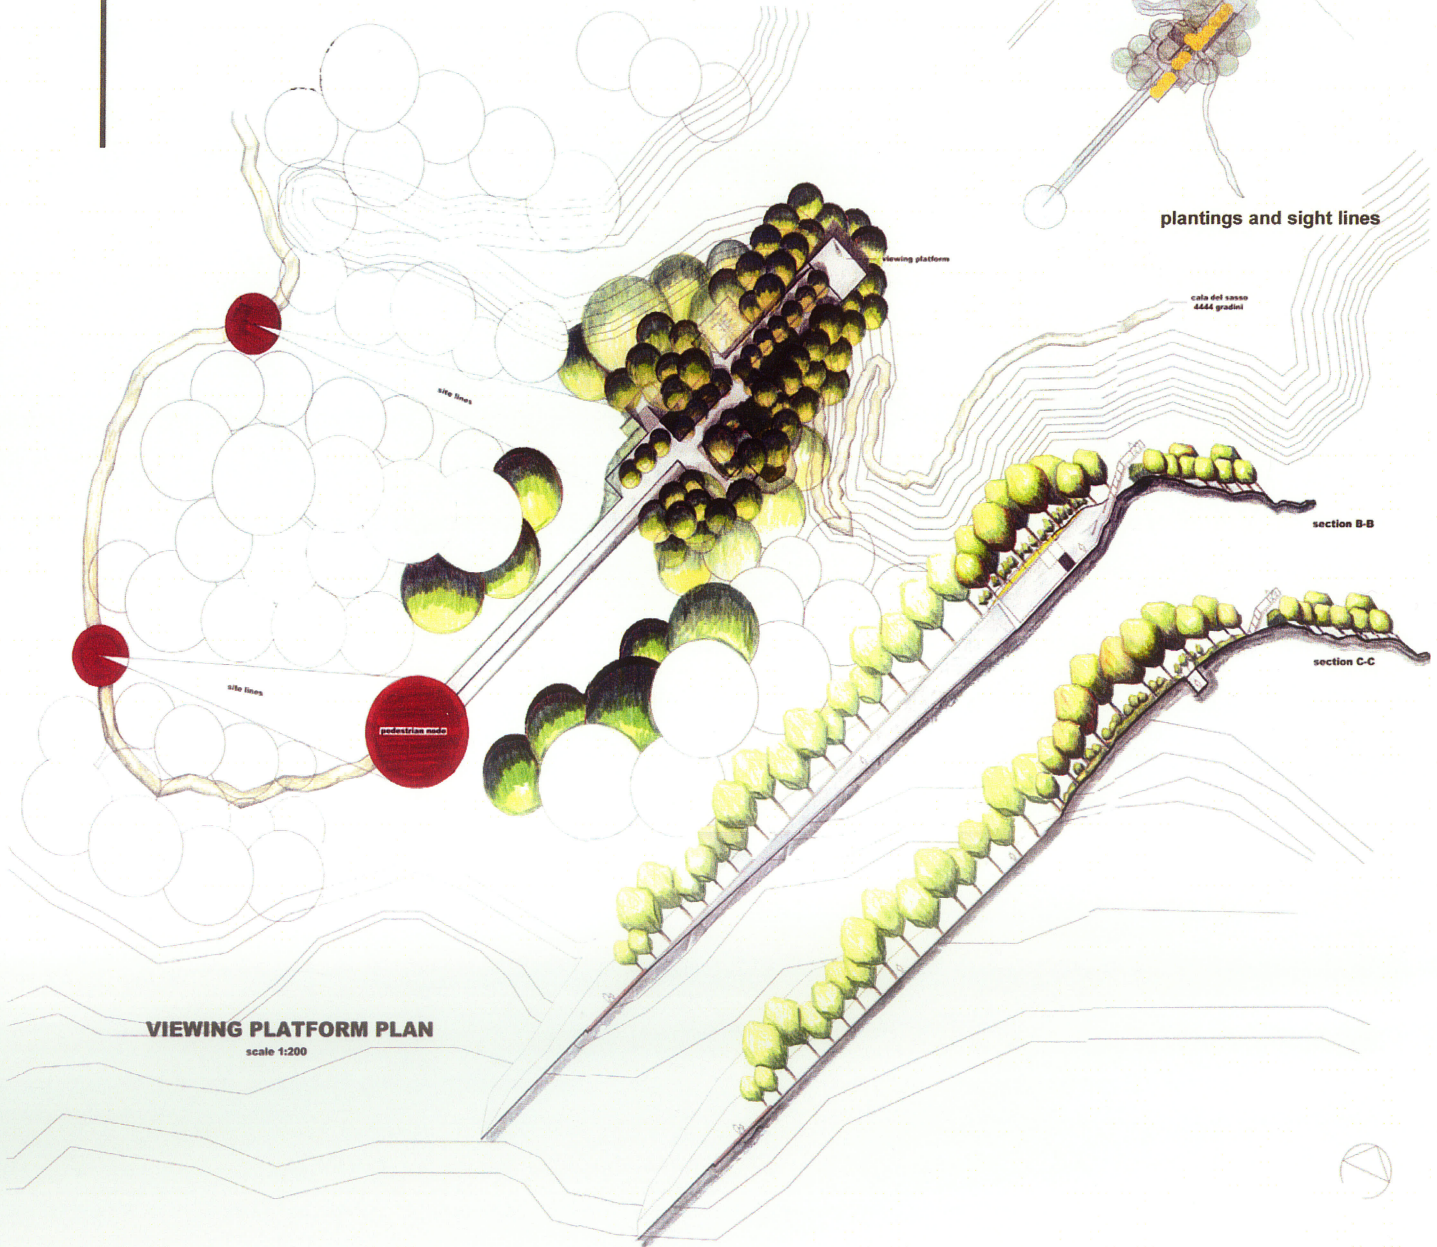 plantings and sight lines
viewing platform
cala del sasso
4444 gradini
site lines
section B-B
section C-C
site lines
pedestrian node
VIEWING PLATFORM PLAN
scale 1:200